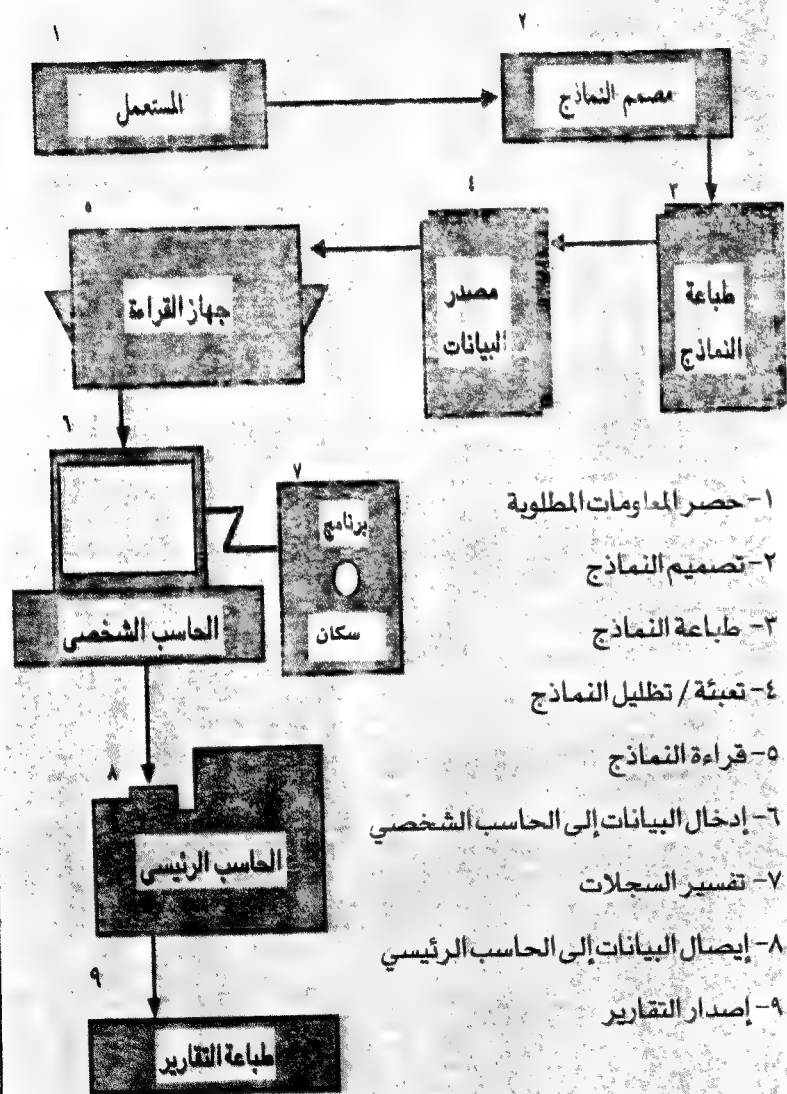 ١
٢
المستعمل
مصمم النماذج
٣
طباعة
النماذج
٤
مصدر
البيانات
٥
جهاز القراءة
٦
الحاسب الشخصى
٧
برنامج
سكان
٨
الحاسب الرئيسى
٩
طباعة التقارير
١- حصر المعلومات المطلوبة
٢- تصميم النماذج
٣- طباعة النماذج
٤- تعبئة / تظليل النماذج
٥- قراءة النماذج
٦- إدخال البيانات إلى الحاسب الشخصي
٧- تفسير السجلات
٨- إيصال البيانات إلى الحاسب الرئيسي
٩- إصدار التقارير